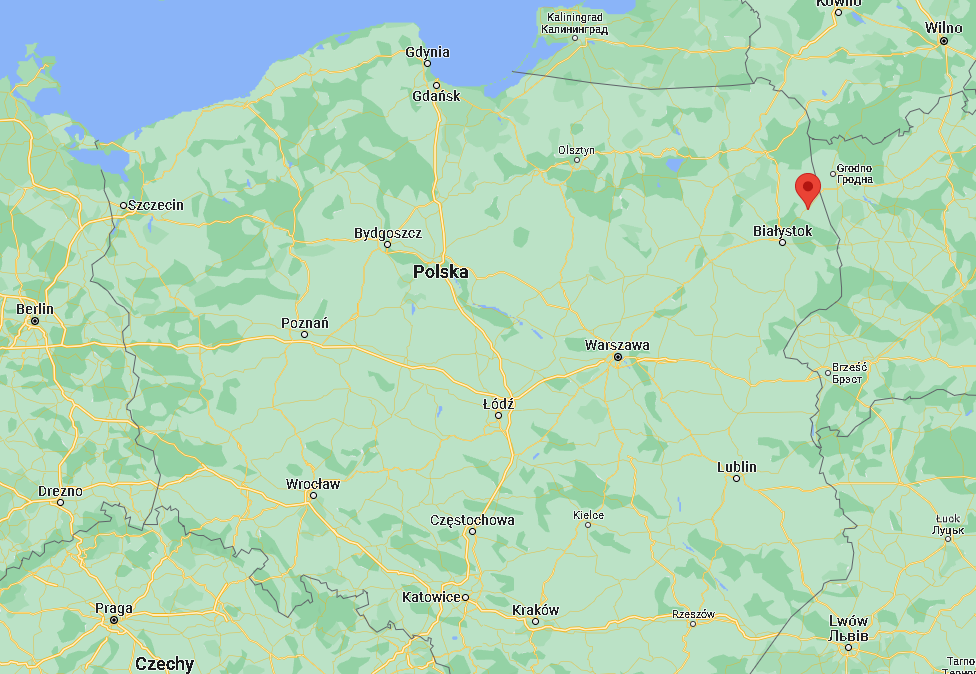 Kowno
Kaliningrad
Калининград
Wilno
Gdynia
Gdańsk
Olsztyn
Grodno
Гродна
Szczecin
Bydgoszcz
Białystok
Polska
Berlin
Poznań
Warszawa
Brześć
Брэст
Łódź
Lublin
Drezno
Wrocław
Częstochowa
Kielce
Łuck
Луцьк
Katowice
Kraków
Rzeszów
Praga
Lwów
Львів
Czechy
Tarno